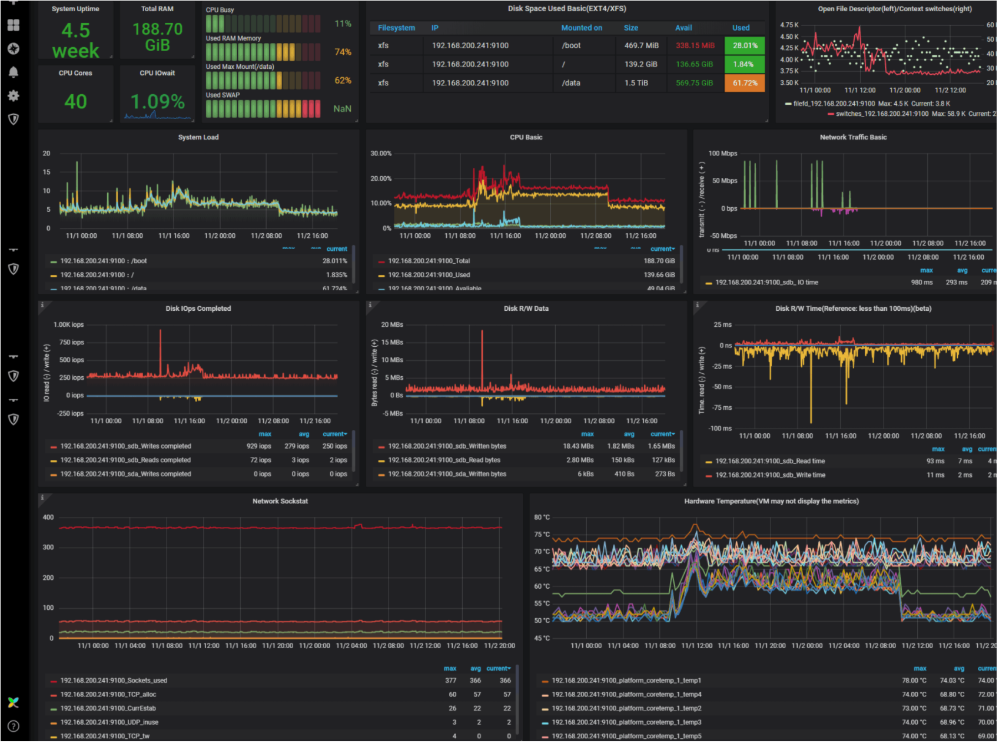 System Uptime
4.5
week
Total RAM
188.70
GiB
CPU Cores
40
CPU IOwait
1.09%
CPU Busy
11%
Used RAM Memory
74%
Used Max Mount(/data)
62%
Used SWAP
NaN
Disk Space Used Basic(EXT4/XFS)
Filesystem IP Mounted on Size Avail Used
xfs 192.168.200.241:9100 /boot 469.7 MiB 338.15 MiB 28.01%
xfs 192.168.200.241:9100 / 139.2 GiB 136.65 GiB 1.84%
xfs 192.168.200.241:9100 /data 1.5 TiB 569.75 GiB 61.72%
Open File Descriptor(left)/Context switches(right)
4.75 K
4.50 K
4.25 K
4.00 K
3.75 K
3.50 K
60
50
40
30
20
11/1 00:00 11/1 12:00 11/2 00:00 11/2 12:00
filefd_192.168.200.241:9100 Max: 4.5 K Current: 3.8 K
switches_192.168.200.241:9100 Max: 58.9 K Current: 2
System Load
20
15
10
5
0
11/1 00:00 11/1 08:00 11/1 16:00 11/2 00:00 11/2 08:00 11/2 16:00
max avg current
192.168.200.241:9100 : /boot 28.011%
192.168.200.241:9100 : / 1.835%
192.168.200.241:9100 : /data 61.724%
CPU Basic
30.00%
20.00%
10.00%
0%
11/1 00:00 11/1 08:00 11/1 16:00 11/2 00:00 11/2 08:00 11/2 16:00
max avg current
192.168.200.241:9100_Total 188.70 GiB
192.168.200.241:9100_Used 139.66 GiB
192.168.200.241:9100_Avaliable 49.04 GiB
Network Traffic Basic
transmit ( - ) /receive ( + )
100 Mbps
50 Mbps
0 bps
-50 Mbps
11/1 00:00 11/1 08:00 11/1 16:00 11/2 00:00 11/2 08:00 11/2 16:00
0 ns
11/1 00:00 11/1 08:00 11/1 16:00 11/2 00:00 11/2 08:00 11/2 16:00
max avg curre
192.168.200.241:9100_sdb_ IO time 980 ms 293 ms 209 m
Disk IOps Completed
IO read (-) / write (+)
1.00K iops
750 iops
500 iops
250 iops
0 iops
-250 iops
11/1 00:00 11/1 08:00 11/1 16:00 11/2 00:00 11/2 08:00 11/2 16:00
max avg current
192.168.200.241:9100_sdb_Writes completed 929 iops 279 iops 250 iops
192.168.200.241:9100_sdb_Reads completed 72 iops 3 iops 2 iops
192.168.200.241:9100_sda_Writes completed 0 iops 0 iops 0 iops
Disk R/W Data
Bytes read (-) / write (+)
20 MBs
15 MBs
10 MBs
5 MBs
0 Bs
-5 MBs
11/1 00:00 11/1 08:00 11/1 16:00 11/2 00:00 11/2 08:00 11/2 16:00
max avg current
192.168.200.241:9100_sdb_Written bytes 18.43 MBs 1.82 MBs 1.65 MBs
192.168.200.241:9100_sdb_Read bytes 2.80 MBs 150 kBs 127 kBs
192.168.200.241:9100_sda_Written bytes 6 kBs 410 Bs 273 Bs
Disk R/W Time(Reference: less than 100ms)(beta)
Time. read (-) / write (+)
25 ms
0 ns
-25 ms
-50 ms
-75 ms
-100 ms
11/1 00:00 11/1 08:00 11/1 16:00 11/2 00:00 11/2 08:00 11/2 16:00
max avg curren
192.168.200.241:9100_sdb_Read time 93 ms 7 ms 4 m
192.168.200.241:9100_sdb_Write time 11 ms 2 ms 2 m
Network Sockstat
400
300
200
100
0
11/1 00:00 11/1 04:00 11/1 08:00 11/1 12:00 11/1 16:00 11/1 20:00 11/2 00:00 11/2 04:00 11/2 08:00 11/2 12:00 11/2 16:00 11/2 20:00
max avg current
192.168.200.241:9100_Sockets_used 377 366 366
192.168.200.241:9100_TCP_alloc 60 57 57
192.168.200.241:9100_CurrEstab 26 22 22
192.168.200.241:9100_UDP_inuse 3 2 2
192.168.200.241:9100_TCP_tw 4 0 0
Hardware Temperature(VM may not display the metrics)
80 °C
75 °C
70 °C
65 °C
60 °C
55 °C
50 °C
45 °C
11/1 00:00 11/1 04:00 11/1 08:00 11/1 12:00 11/1 16:00 11/1 20:00 11/2 00:00 11/2 04:00 11/2 08:00 11/2 12:00 11/2 16:00 11/2 20
max avg curren
192.168.200.241:9100_platform_coretemp_1_temp1 78.00 °C 74.03 °C 74.00
192.168.200.241:9100_platform_coretemp_1_temp4 74.00 °C 68.80 °C 72.00
192.168.200.241:9100_platform_coretemp_1_temp2 73.00 °C 68.73 °C 71.00
192.168.200.241:9100_platform_coretemp_1_temp3 74.00 °C 68.96 °C 70.00
192.168.200.241:9100_platform_coretemp_1_temp5 74.00 °C 68.13 °C 69.00